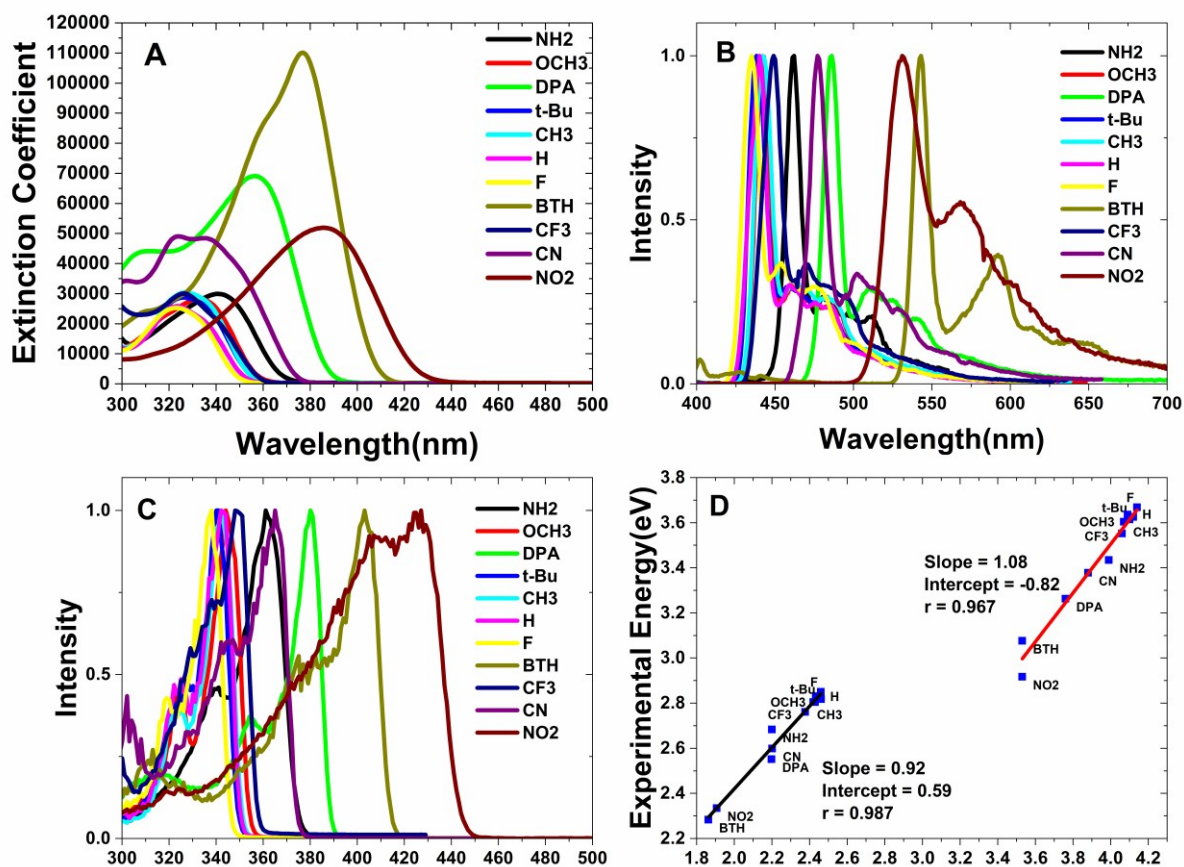 A
Extinction Coefficient
120000
110000
100000
90000
80000
70000
60000
50000
40000
30000
20000
10000
0
300 320 340 360 380 400 420 440 460 480 500
Wavelength(nm)
NH2
OCH3
DPA
t-Bu
CH3
H
F
BTH
CF3
CN
NO2
B
Intensity
1.0
0.5
0.0
400 450 500 550 600 650 700
Wavelength(nm)
NH2
OCH3
DPA
t-Bu
CH3
H
F
BTH
CF3
CN
NO2
C
Intensity
1.0
0.5
0.0
300 320 340 360 380 400 420 440 460 480 500
NH2
OCH3
DPA
t-Bu
CH3
H
F
BTH
CF3
CN
NO2
D
Experimental Energy(eV)
3.8
3.6
3.4
3.2
3.0
2.8
2.6
2.4
2.2
1.8 2.0 2.2 2.4 2.6 2.8 3.0 3.2 3.4 3.6 3.8 4.0 4.2
F
t-Bu
H
OCH3
CH3
CF3
NH2
CN
DPA
BTH
NO2
Slope = 1.08
Intercept = -0.82
r = 0.967
F
t-Bu
H
OCH3
CH3
CF3
NH2
CN
DPA
NO2
BTH
Slope = 0.92
Intercept = 0.59
r = 0.987